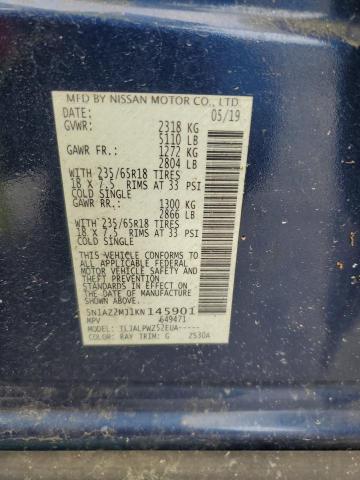 MFD BY NISSAN MOTOR CO., LTD.
05/19
GVWR: 2318 KG
5110 LB
GAWR FR.: 1272 KG
2804 LB
WITH 235/65R18 TIRES
18 X 7.5 RIMS AT 33 PSI
COLD SINGLE
GAWR RR.: 1300 KG
2866 LB
WITH 235/65R18 TIRES
18 X 7.5 RIMS AT 33 PSI
COLD SINGLE
THIS VEHICLE CONFORMS
TO ALL APPLICABLE FEDERAL
MOTOR VEHICLE SAFETY AND
THEFT PREVENTION STANDARDS
IN EFFECT ON THE DATE OF
MANUFACTURE SHOWN ABOVE.
5N1AZ2MJ1KN145901
MPV 649471
MODEL: TLJALPWZ52EUA-----
COLOR: RAY TRIM: G Z530A